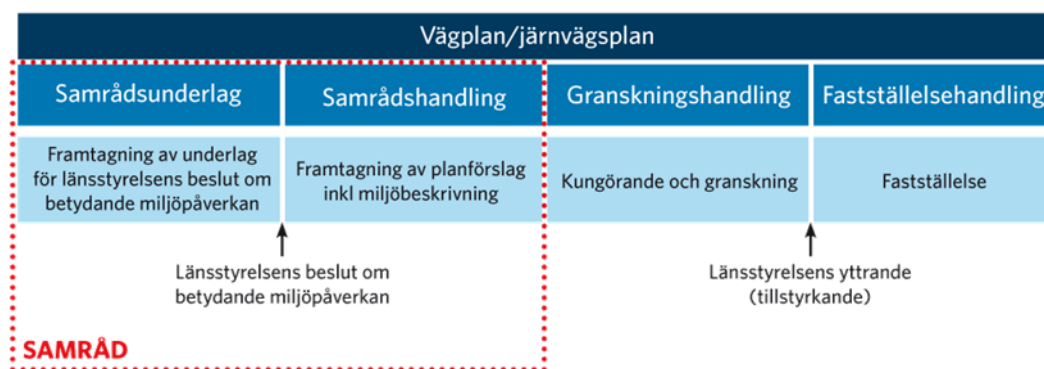 Vägplan/järnvägsplan
Samrådsunderlag
Samrådshandling
Granskningshandling
Fastställelsehandling
Framtagning av underlag
för länsstyrelsens beslut om
betydande miljöpåverkan
Framtagning av planförslag
inkl miljöbeskrivning
Kungörande och granskning
Fastställelse
Länsstyrelsens beslut om
betydande miljöpåverkan
Länsstyrelsens yttrande
(tillstyrkande)
SAMRÅD